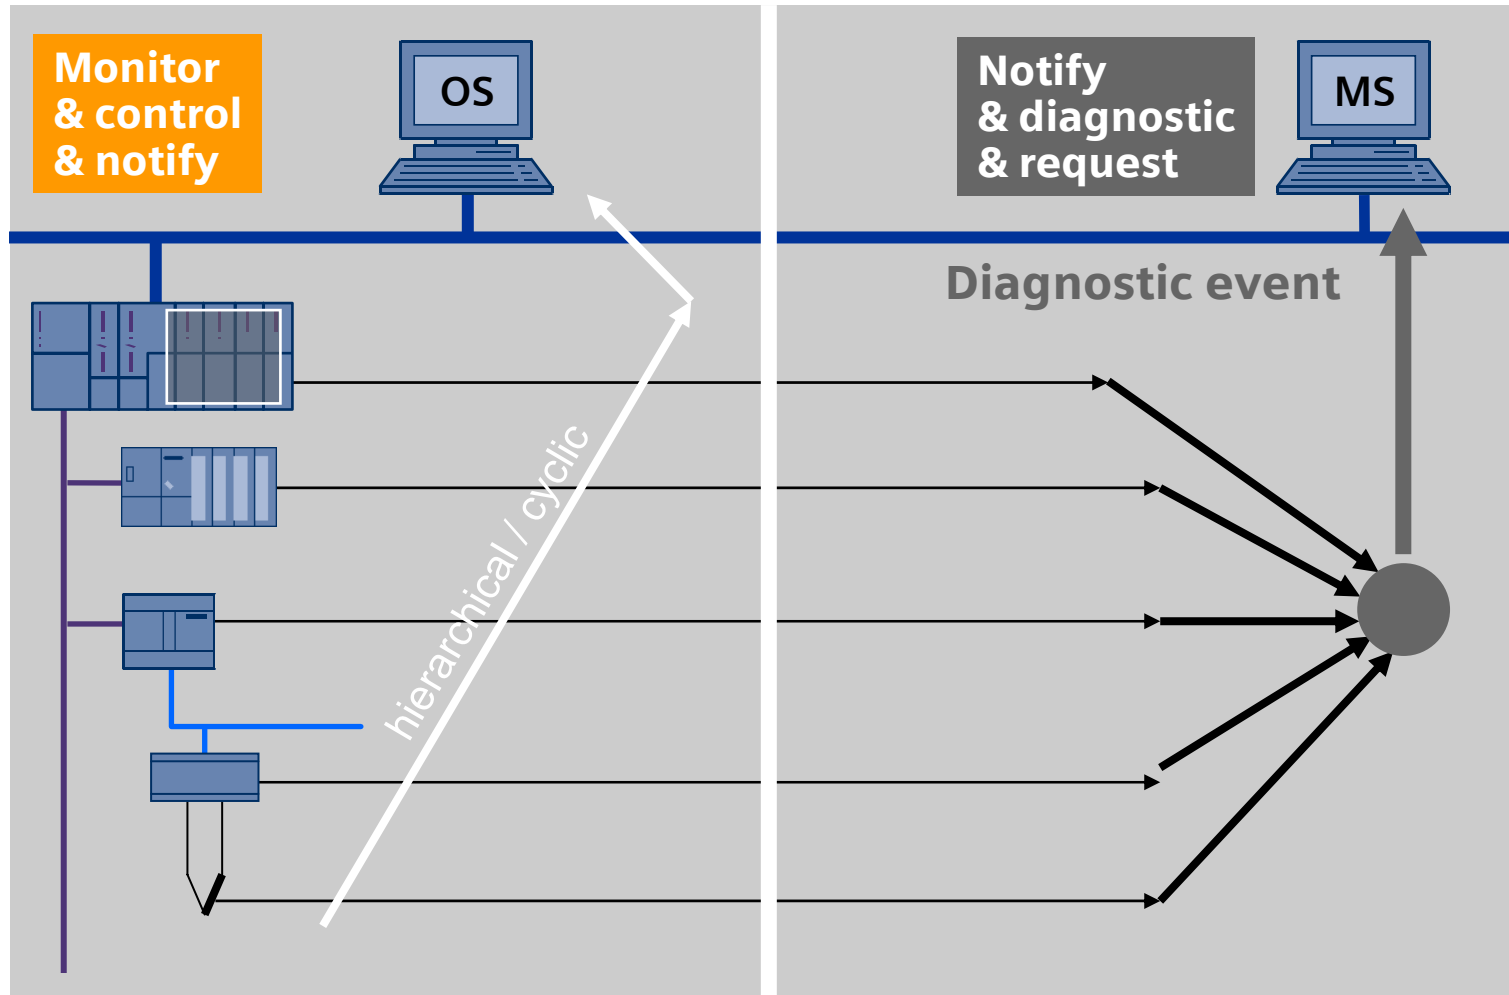 Monitor
& control
& notify
OS
Notify
& diagnostic
& request
MS
Diagnostic event
hierarchical / cyclic